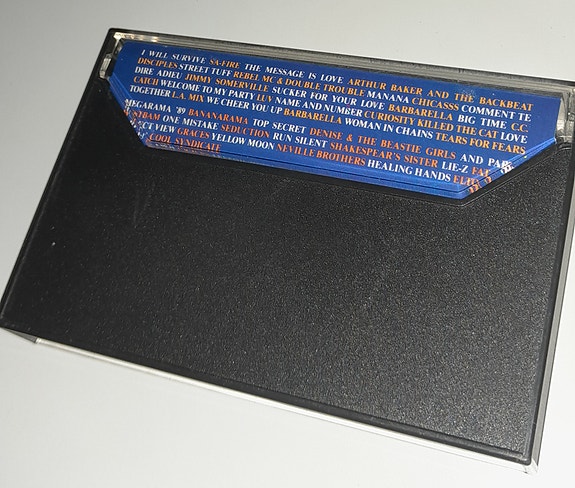 I WILL SURVIVE SA-FIRE THE MESSAGE IS LOVE ARTHUR BAKER AND THE BACKBEAT
DISCIPLES STREET TUFF REBEL MC & DOUBLE TROUBLE MANANA CHICASSS COMMENT TE
DIRE ADIEU JIMMY SOMERVILLE SUCKER FOR YOUR LOVE BARBARELLA BIG TIME C.C.
CATCH WELCOME TO MY PARTY LUV NAME AND NUMBER CURIOSITY KILLED THE CAT LOVE
TOGETHER L.A. MIX WE CHEER YOU UP BARBARELLA WOMAN IN CHAINS TEARS FOR FEARS
MEGARAMA '89 BANANARAMA TOP SECRET DENISE & THE BEASTIE GIRLS AND
ONE MISTAKE SEDUCTION RUN SILENT SHAKESPEAR'S SISTER LIE-Z
VIEW GRACES YELLOW MOON NEVILLE BROTHERS HEALING HANDS
COOL SYNDICATE